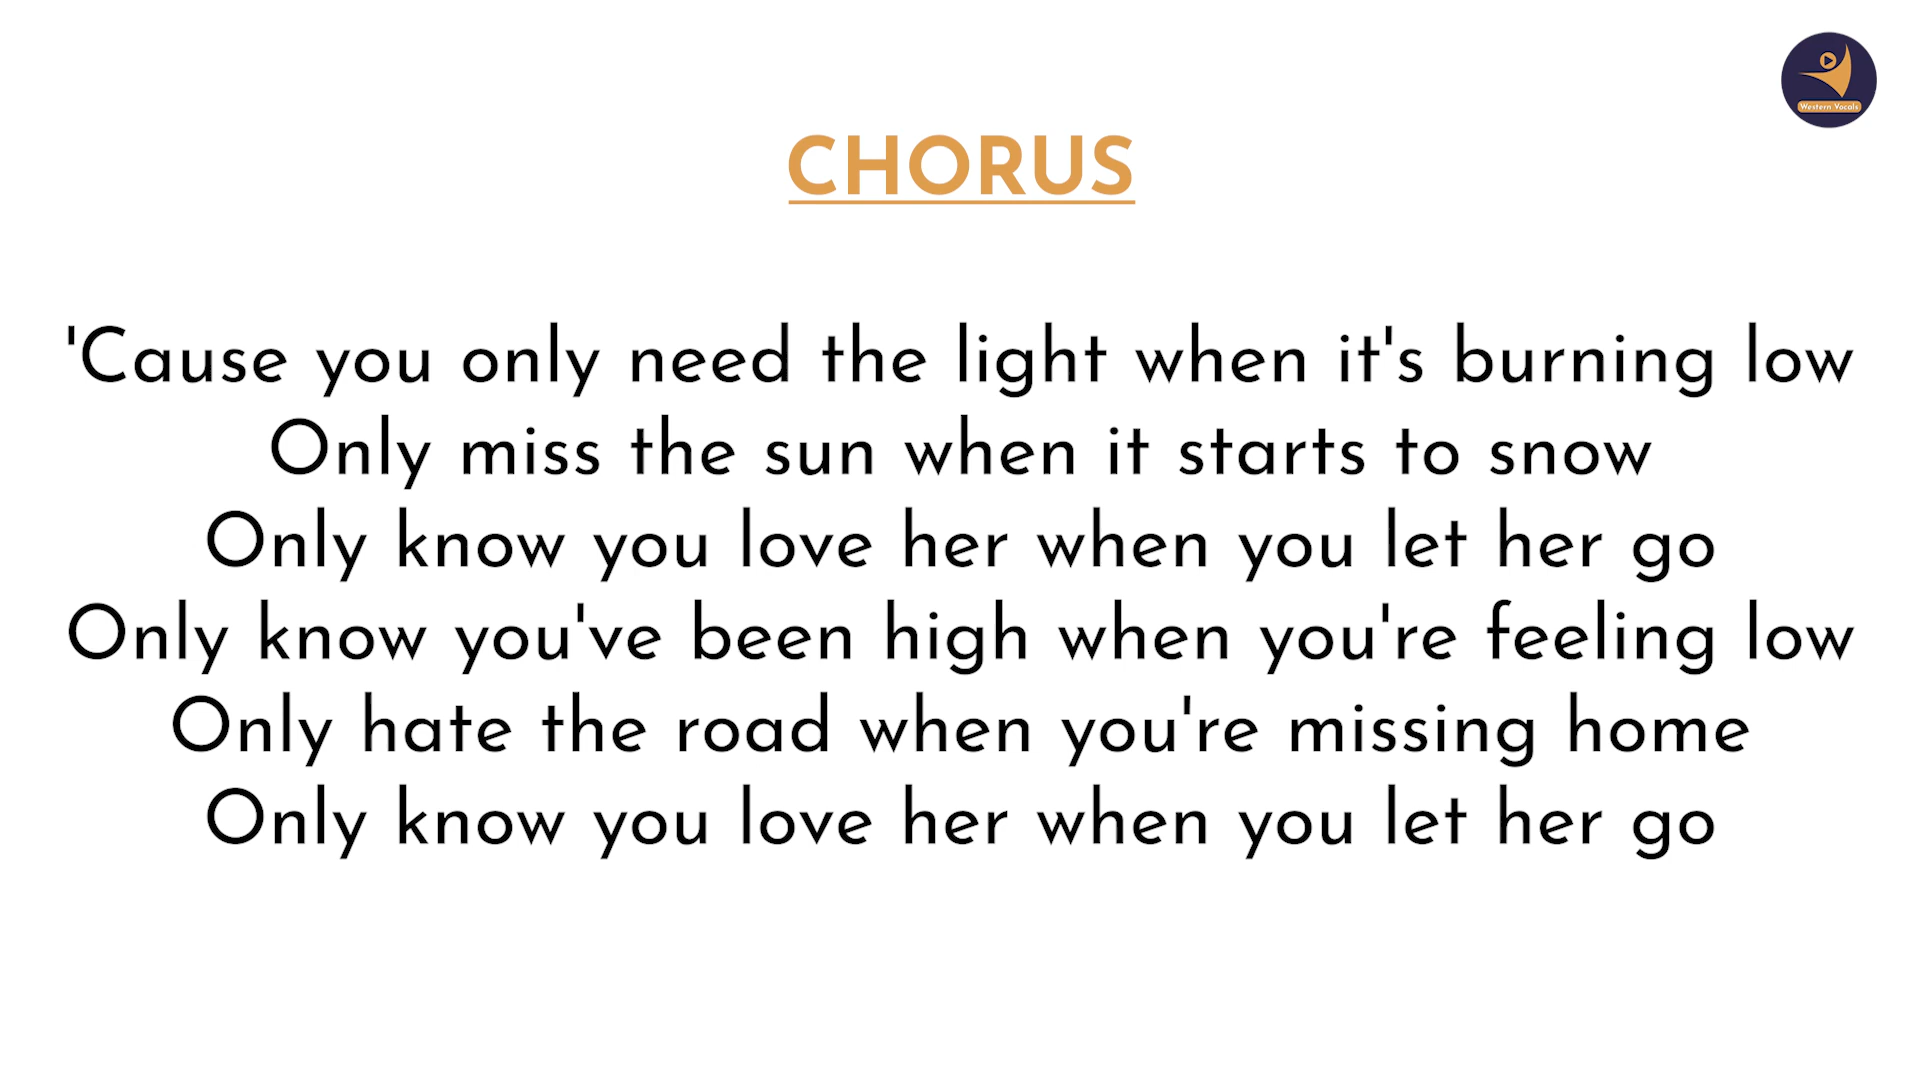 Western Vocals
CHORUS
'Cause you only need the light when it's burning low
Only miss the sun when it starts to snow
Only know you love her when you let her go
Only know you've been high when you're feeling low
Only hate the road when you're missing home
Only know you love her when you let her go